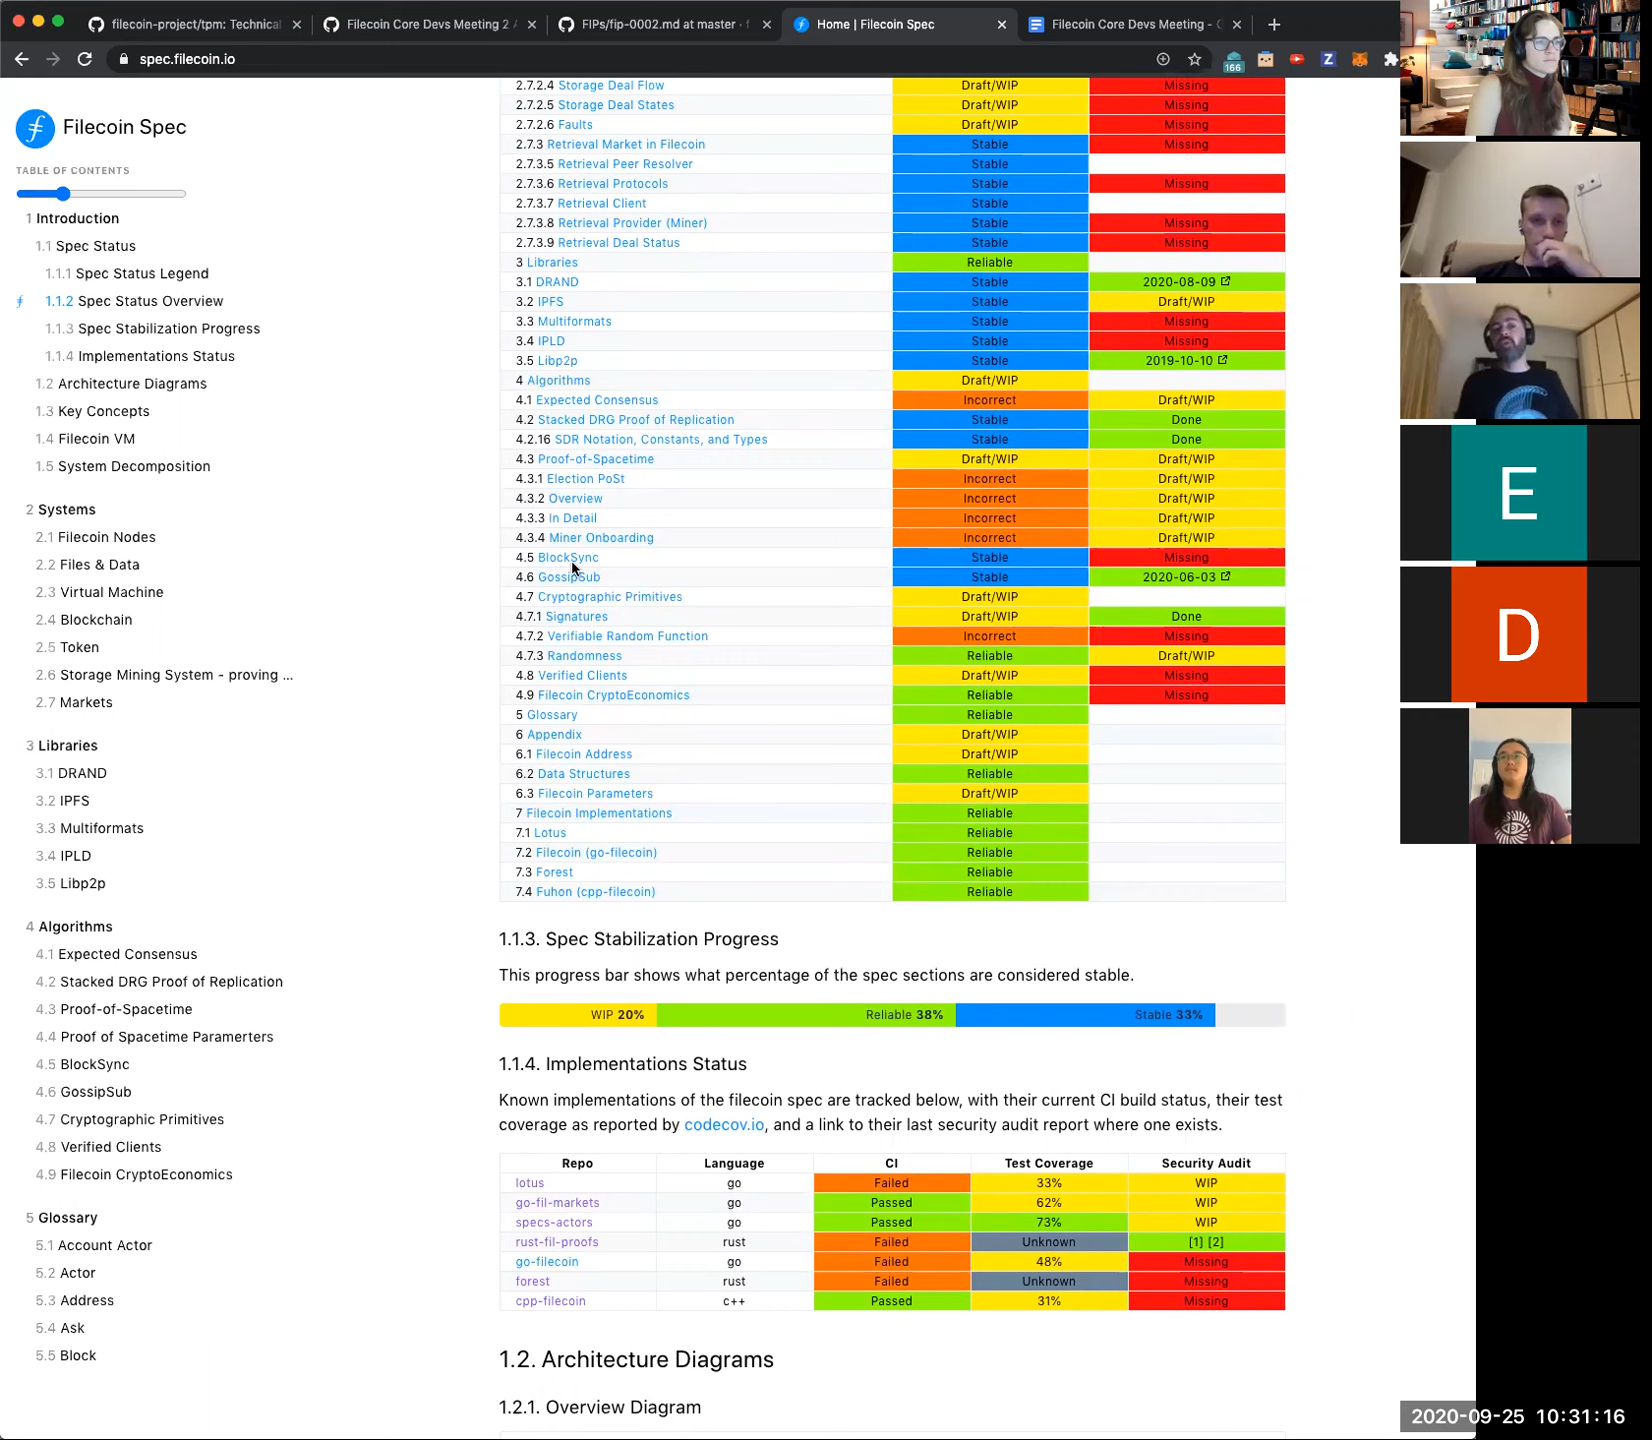 filecoin-project/tpm: Technical
Filecoin Core Devs Meeting 2
FIPs/fip-0002.md at master · f
Home | Filecoin Spec
Filecoin Core Devs Meeting -
spec.filecoin.io
166
Z
Filecoin Spec
TABLE OF CONTENTS
1 Introduction
1.1 Spec Status
1.1.1 Spec Status Legend
1.1.2 Spec Status Overview
1.1.3 Spec Stabilization Progress
1.1.4 Implementations Status
1.2 Architecture Diagrams
1.3 Key Concepts
1.4 Filecoin VM
1.5 System Decomposition
2 Systems
2.1 Filecoin Nodes
2.2 Files & Data
2.3 Virtual Machine
2.4 Blockchain
2.5 Token
2.6 Storage Mining System - proving ...
2.7 Markets
3 Libraries
3.1 DRAND
3.2 IPFS
3.3 Multiformats
3.4 IPLD
3.5 Libp2p
4 Algorithms
4.1 Expected Consensus
4.2 Stacked DRG Proof of Replication
4.3 Proof-of-Spacetime
4.4 Proof of Spacetime Paramerters
4.5 BlockSync
4.6 GossipSub
4.7 Cryptographic Primitives
4.8 Verified Clients
4.9 Filecoin CryptoEconomics
5 Glossary
5.1 Account Actor
5.2 Actor
5.3 Address
5.4 Ask
5.5 Block
2.7.2.4 Storage Deal Flow Draft/WIP Missing
2.7.2.5 Storage Deal States Draft/WIP Missing
2.7.2.6 Faults Draft/WIP Missing
2.7.3 Retrieval Market in Filecoin Stable Missing
2.7.3.5 Retrieval Peer Resolver Stable
2.7.3.6 Retrieval Protocols Stable Missing
2.7.3.7 Retrieval Client Stable
2.7.3.8 Retrieval Provider (Miner) Stable Missing
2.7.3.9 Retrieval Deal Status Stable Missing
3 Libraries Reliable
3.1 DRAND Stable 2020-08-09
3.2 IPFS Stable Draft/WIP
3.3 Multiformats Stable Missing
3.4 IPLD Stable Missing
3.5 Libp2p Stable 2019-10-10
4 Algorithms Draft/WIP
4.1 Expected Consensus Incorrect Draft/WIP
4.2 Stacked DRG Proof of Replication Stable Done
4.2.16 SDR Notation, Constants, and Types Stable Done
4.3 Proof-of-Spacetime Draft/WIP Draft/WIP
4.3.1 Election PoSt Incorrect Draft/WIP
4.3.2 Overview Incorrect Draft/WIP
4.3.3 In Detail Incorrect Draft/WIP
4.3.4 Miner Onboarding Incorrect Draft/WIP
4.5 BlockSync Stable Missing
4.6 GossipSub Stable 2020-06-03
4.7 Cryptographic Primitives Draft/WIP
4.7.1 Signatures Draft/WIP Done
4.7.2 Verifiable Random Function Incorrect Missing
4.7.3 Randomness Reliable Draft/WIP
4.8 Verified Clients Draft/WIP Missing
4.9 Filecoin CryptoEconomics Reliable Missing
5 Glossary Reliable
6 Appendix Draft/WIP
6.1 Filecoin Address Draft/WIP
6.2 Data Structures Reliable
6.3 Filecoin Parameters Draft/WIP
7 Filecoin Implementations Reliable
7.1 Lotus Reliable
7.2 Filecoin (go-filecoin) Reliable
7.3 Forest Reliable
7.4 Fuhon (cpp-filecoin) Reliable
1.1.3. Spec Stabilization Progress
This progress bar shows what percentage of the spec sections are considered stable.
WIP 20% Reliable 38% Stable 33%
1.1.4. Implementations Status
Known implementations of the filecoin spec are tracked below, with their current CI build status, their test
coverage as reported by codecov.io, and a link to their last security audit report where one exists.
Repo Language CI Test Coverage Security Audit
lotus go Failed 33% WIP
go-fil-markets go Passed 62% WIP
specs-actors go Passed 73% WIP
rust-fil-proofs rust Failed Unknown [1] [2]
go-filecoin go Failed 48% Missing
forest rust Failed Unknown Missing
cpp-filecoin c++ Passed 31% Missing
1.2. Architecture Diagrams
1.2.1. Overview Diagram
E
D
2020-09-25 10:31:16